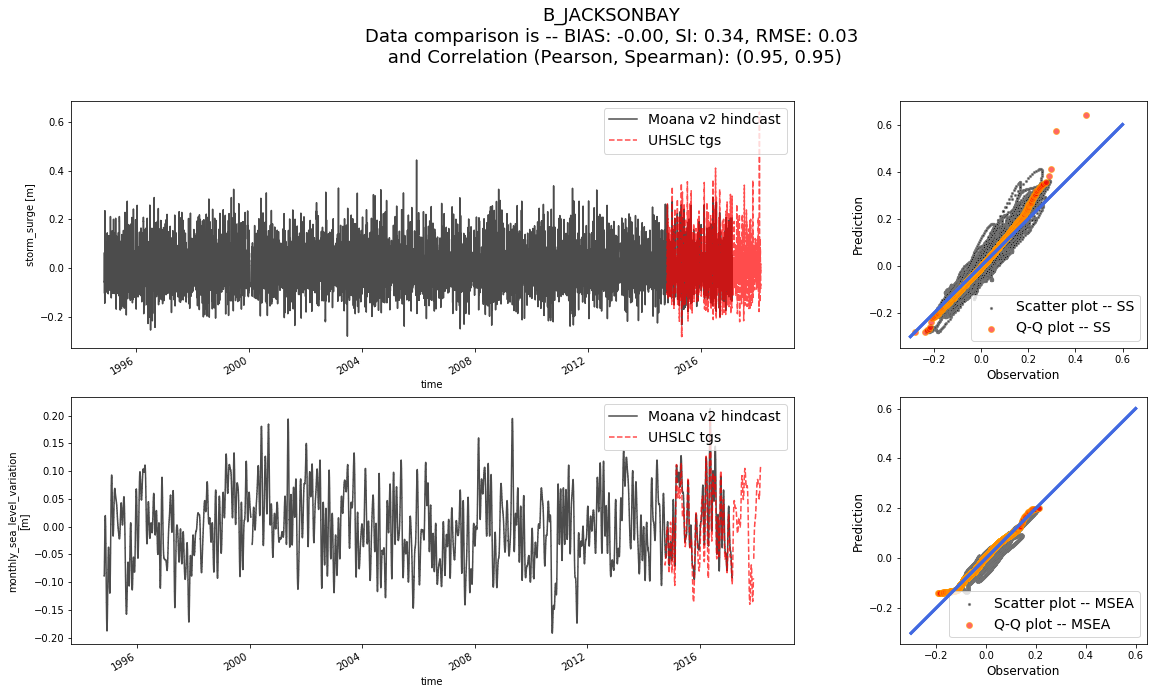 B_JACKSONBAY
Data comparison is -- BIAS: -0.00, SI: 0.34, RMSE: 0.03
and Correlation (Pearson, Spearman): (0.95, 0.95)
storm_surge [m]
0.6
0.4
0.2
0.0
−0.2
Moana v2 hindcast
UHSLC tgs
1996
2000
2004
2008
2012
2016
time
Prediction
0.6
0.4
0.2
0.0
−0.2
Scatter plot -- SS
Q-Q plot -- SS
−0.2 0.0 0.2 0.4 0.6
Observation
monthly_sea_level_variation
[m]
0.20
0.15
0.10
0.05
0.00
−0.05
−0.10
−0.15
−0.20
Moana v2 hindcast
UHSLC tgs
1996
2000
2004
2008
2012
2016
time
Prediction
0.6
0.4
0.2
0.0
−0.2
Scatter plot -- MSEA
Q-Q plot -- MSEA
−0.2 0.0 0.2 0.4 0.6
Observation